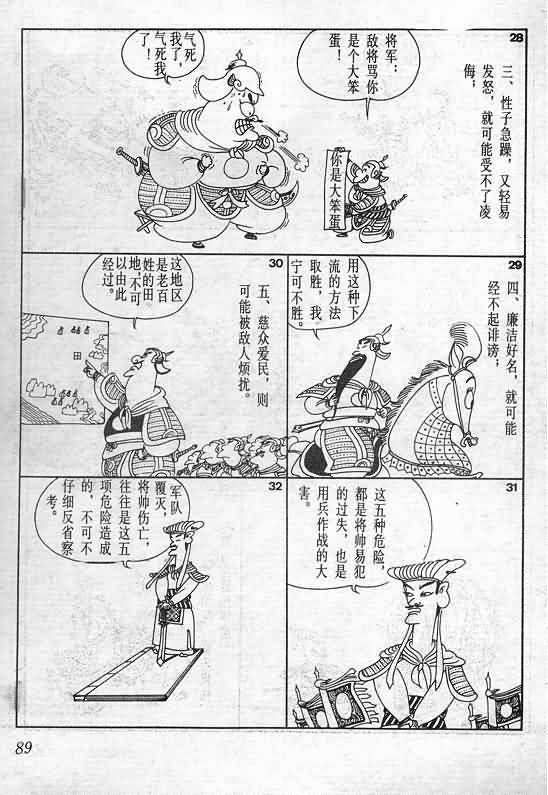 28
三、性子急躁，又轻易
发怒，就可能受不了凌
侮；
将军：
敌将骂你
是个大笨
蛋！
你是大笨蛋
气死
我了，
气死我
了！
29
四、廉洁好名，就可能
经不起诽谤；
用这种下
流的方法
取胜，我
宁可不胜。
30
五、慈众爱民，则
可能被敌人烦扰。
这地区
是老百
姓的田
地，不可
以由此
经过。
田
31
这五种危险，
都是将帅易犯
的过失，也是
用兵作战的大
害。
32
军队
覆灭，
将帅伤亡，
往往是这五
项危险造成
的，不可不
仔细反省察
考。
89